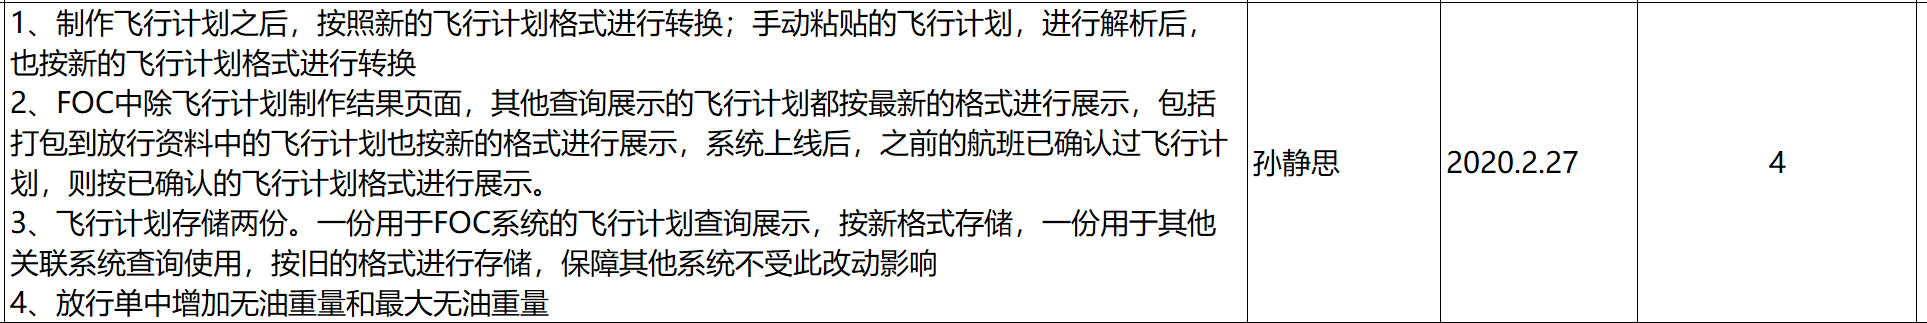 1、制作飞行计划之后，按照新的飞行计划格式进行转换；手动粘贴的飞行计划，进行解析后，
也按新的飞行计划格式进行转换
2、FOC中除飞行计划制作结果页面，其他查询展示的飞行计划都按最新的格式进行展示，包括
打包到放行资料中的飞行计划也按新的格式进行展示，系统上线后，之前的航班已确认过飞行计
划，则按已确认的飞行计划格式进行展示。
3、飞行计划存储两份。一份用于FOC系统的飞行计划查询展示，按新格式存储，一份用于其他
关联系统查询使用，按旧的格式进行存储，保障其他系统不受此改动影响
4、放行单中增加无油重量和最大无油重量
孙静思
2020.2.27
4